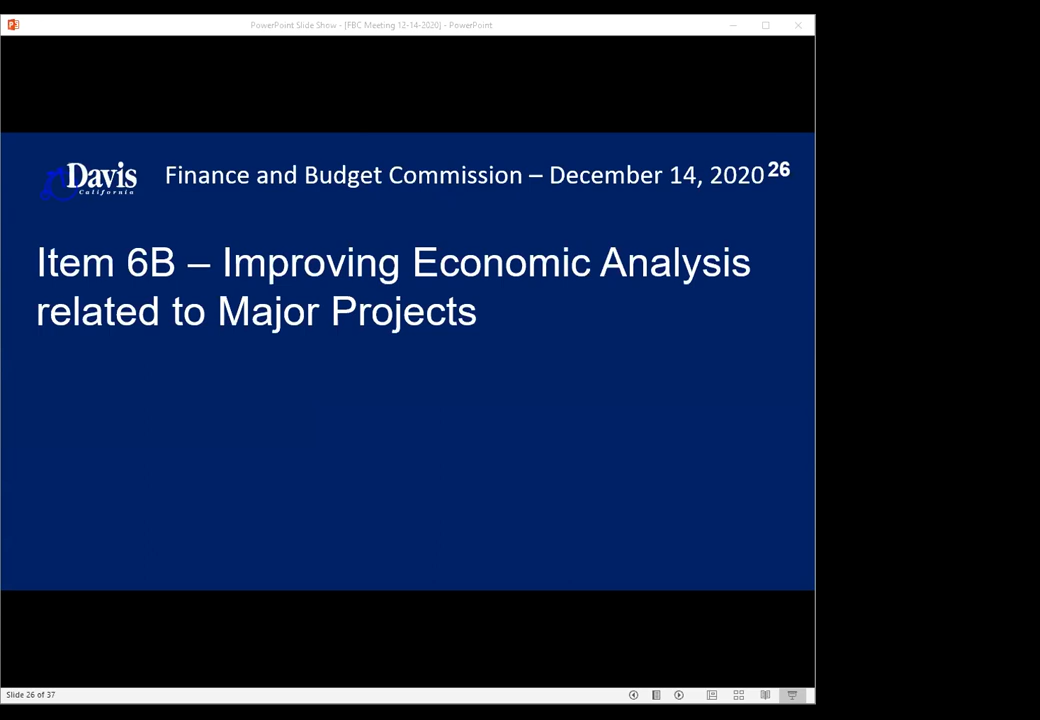 PowerPoint Slide Show - [FBC Meeting 12-14-2020] - PowerPoint
Davis
California
Finance and Budget Commission – December 14, 2020
26
Item 6B – Improving Economic Analysis
related to Major Projects
Slide 26 of 37